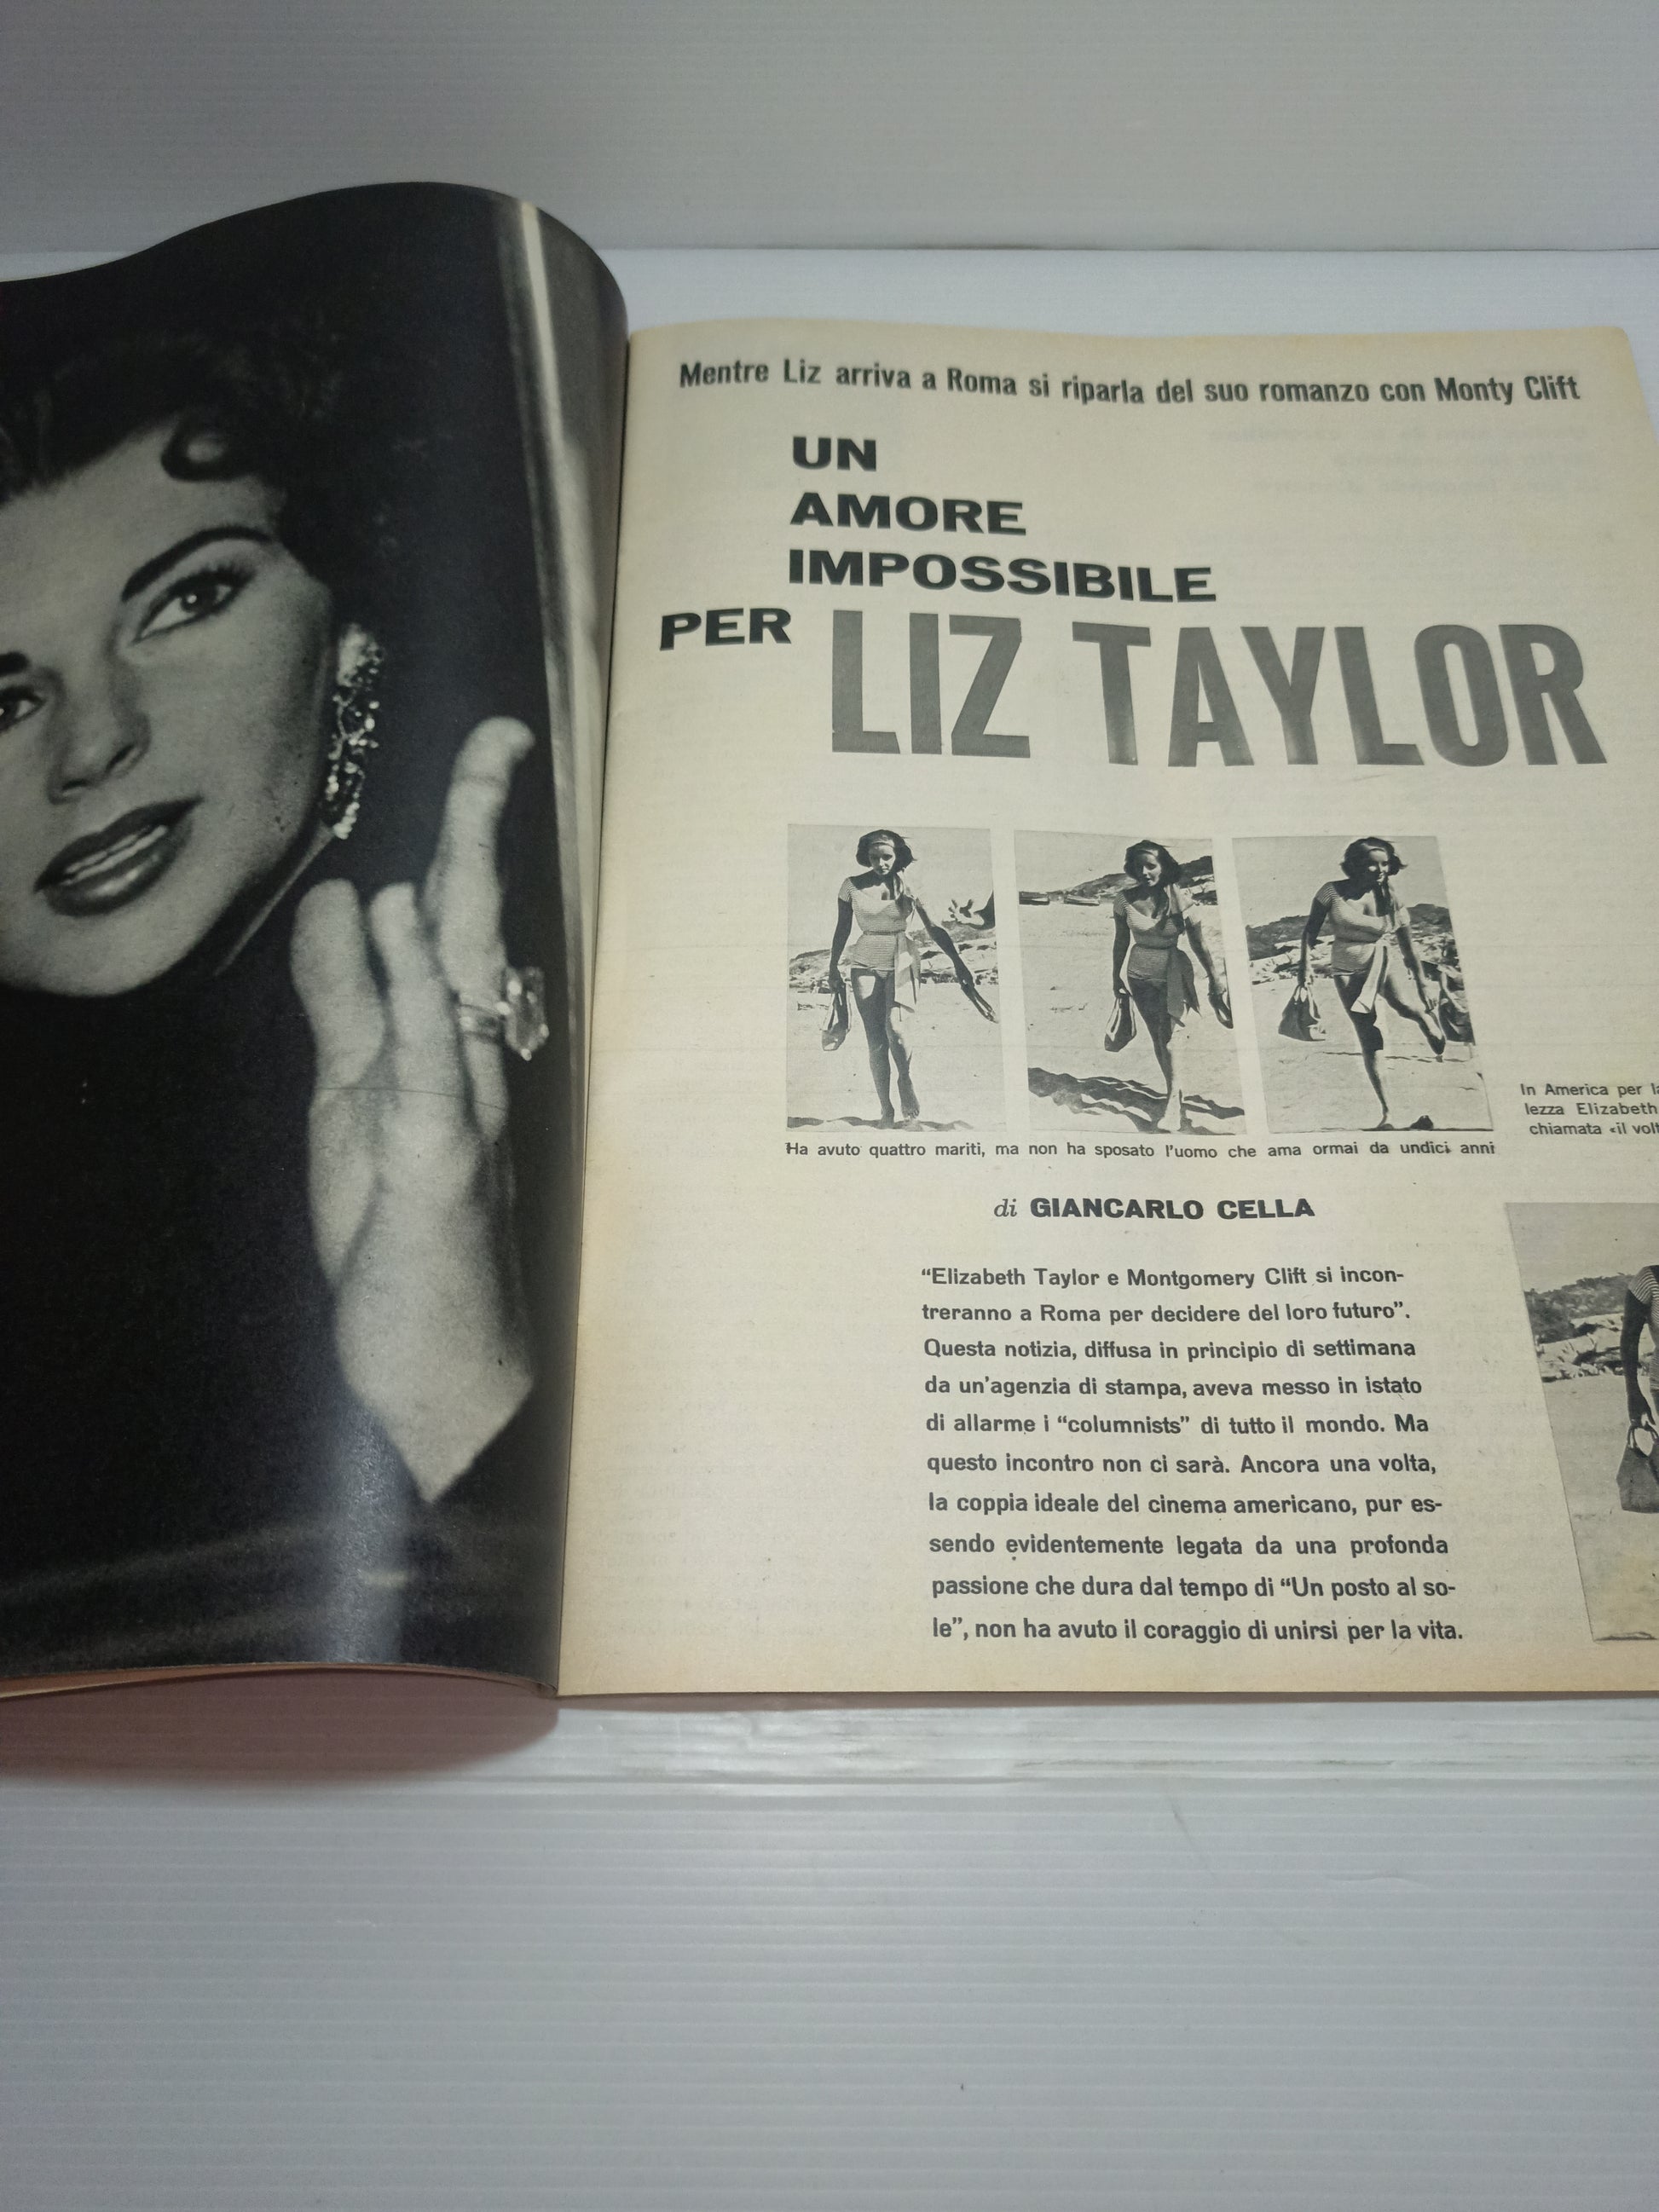 Mentre Liz arriva a Roma si riparla del suo romanzo con Monty Clift
UN
AMORE
IMPOSSIBILE
PER LIZ TAYLOR
In America per la
lezza Elizabeth
chiamata «il volt
Ha avuto quattro mariti, ma non ha sposato l'uomo che ama ormai da undici anni
di GIANCARLO CELLA
“Elizabeth Taylor e Montgomery Clift si incon-
treranno a Roma per decidere del loro futuro”.
Questa notizia, diffusa in principio di settimana
da un'agenzia di stampa, aveva messo in istato
di allarme i “columnists” di tutto il mondo. Ma
questo incontro non ci sarà. Ancora una volta,
la coppia ideale del cinema americano, pur es-
sendo evidentemente legata da una profonda
passione che dura dal tempo di “Un posto al so-
le”, non ha avuto il coraggio di unirsi per la vita.